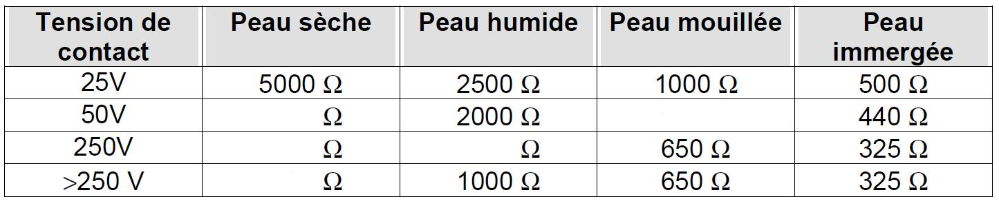 Tension de contact Peau sèche Peau humide Peau mouillée Peau immergée
25V 5000 Ω 2500 Ω 1000 Ω 500 Ω
50V Ω 2000 Ω 440 Ω
250V Ω Ω 650 Ω 325 Ω
>250 V Ω 1000 Ω 650 Ω 325 Ω